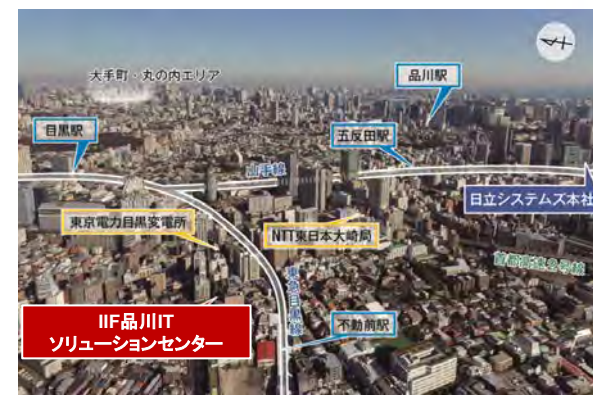 大手町・丸の内エリア
品川駅
目黒駅
五反田駅
山手線
日立システムズ本社
東京電力目黒変電所
NTT東日本大崎局
首都高速2号線
東急目黒線
IIF品川IT
ソリューションセンター
不動前駅